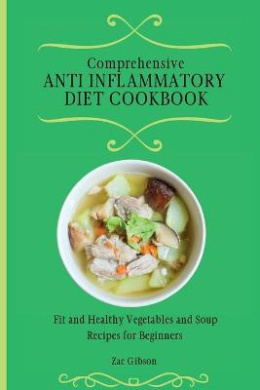 Comprehensive
ANTI INFLAMMATORY
DIET COOKBOOK
Fit and Healthy Vegetables and Soup
Recipes for Beginners
Zac Gibson